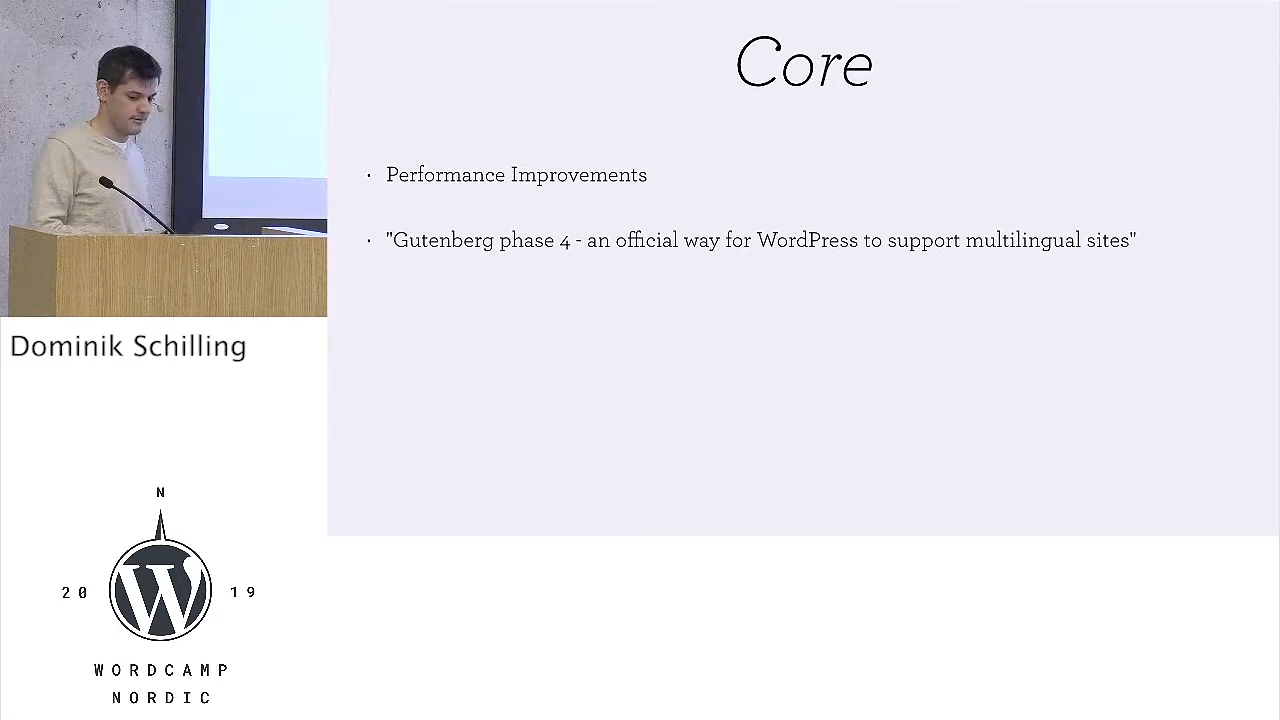 Core
· Performance Improvements
· "Gutenberg phase 4 - an official way for WordPress to support multilingual sites"
Dominik Schilling
N
20 19
WORDCAMP
NORDIC